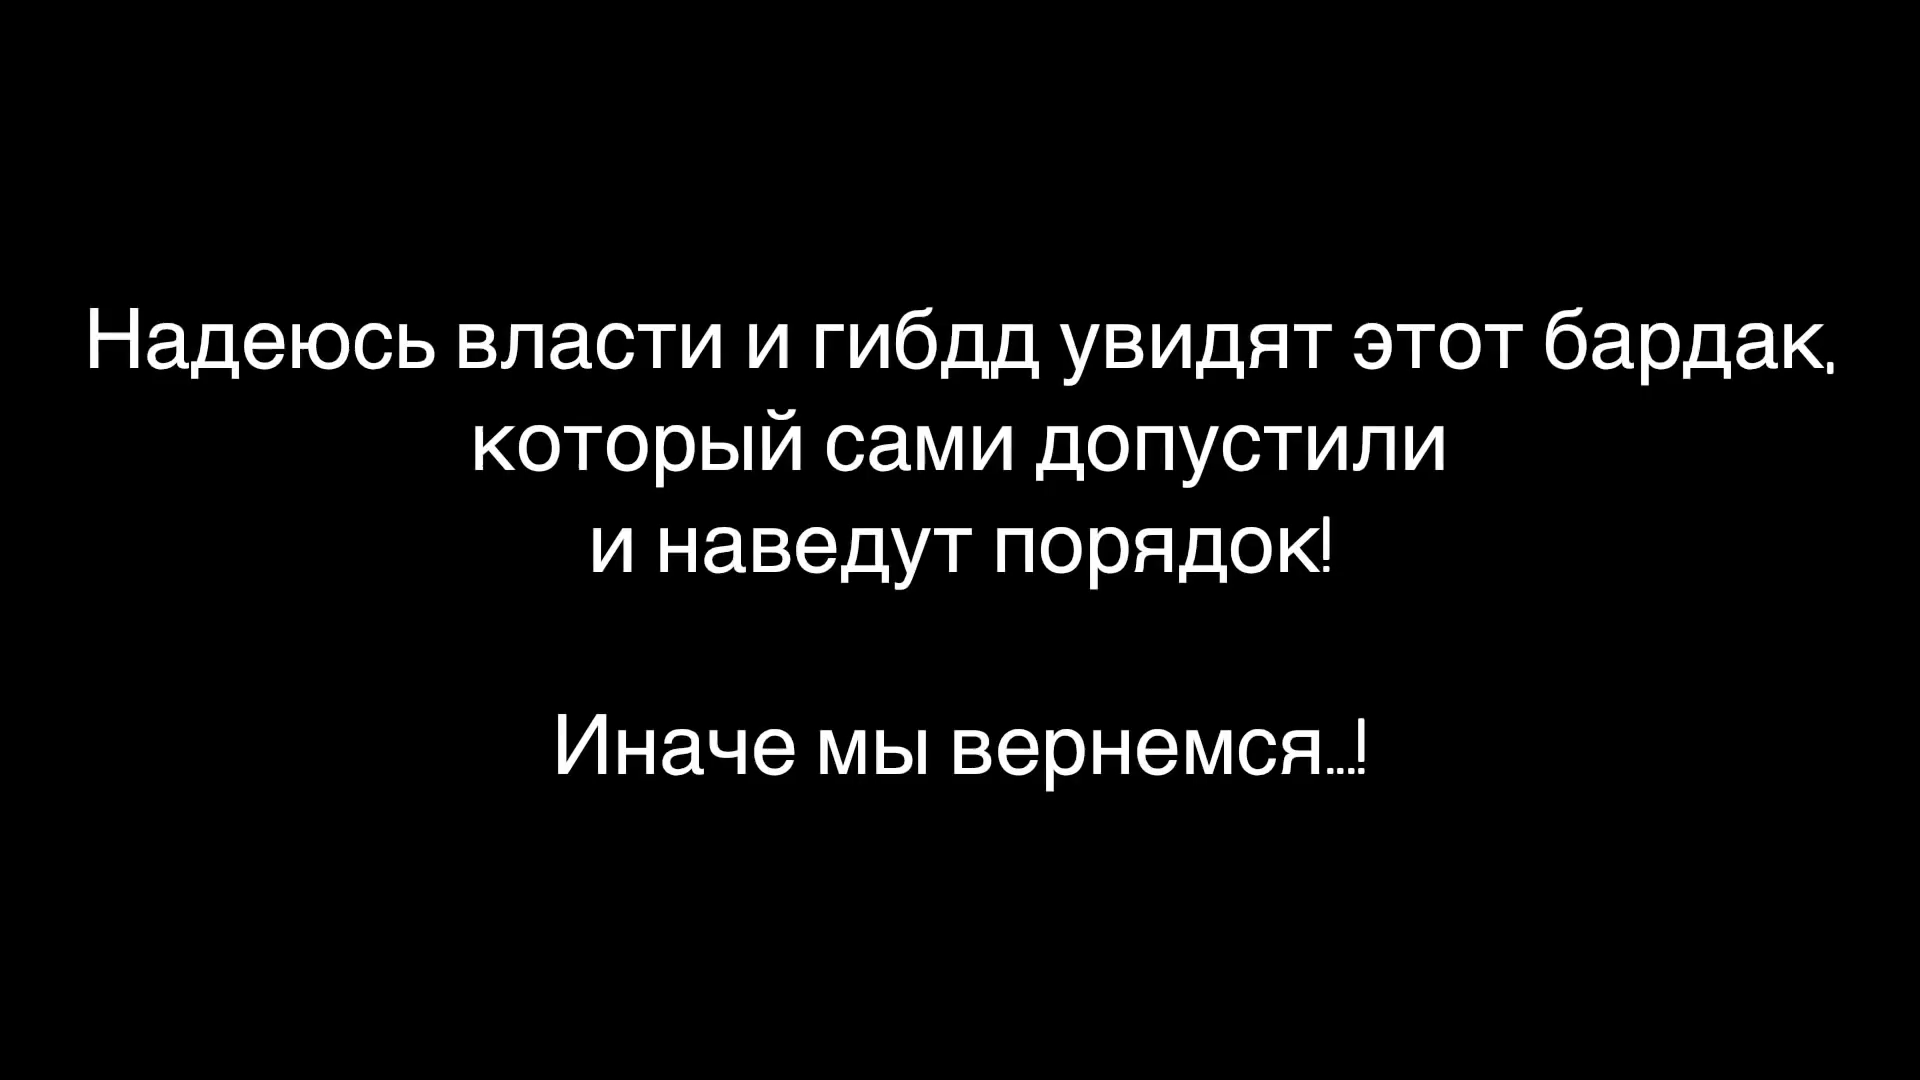 Надеюсь власти и гибдд увидят этот бардак,
который сами допустили
и наведут порядок!
Иначе мы вернемся...!